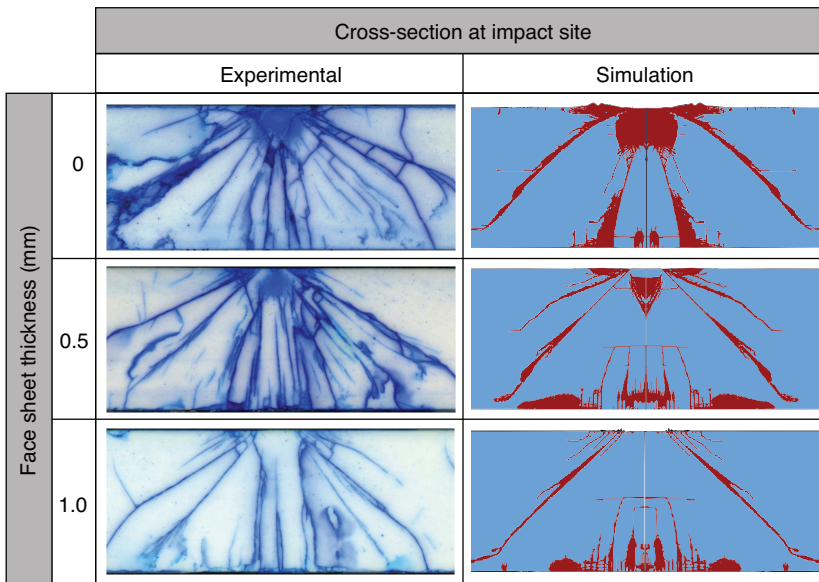 Cross-section at impact site
Experimental
Simulation
Face sheet thickness (mm)
0
0.5
1.0